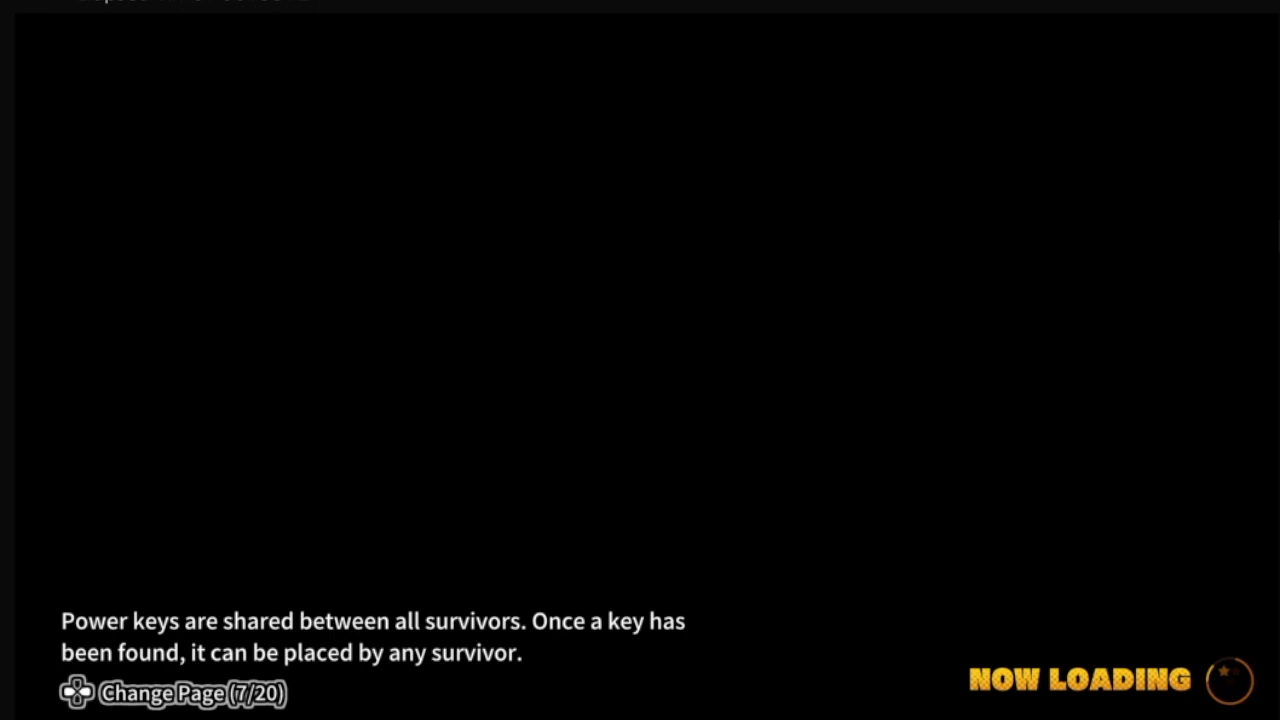 Power keys are shared between all survivors. Once a key has
been found, it can be placed by any survivor.
Change Page (7/20)
NOW LOADING